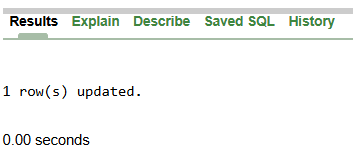 Results Explain Describe Saved SQL History
1 row(s) updated.
0.00 seconds